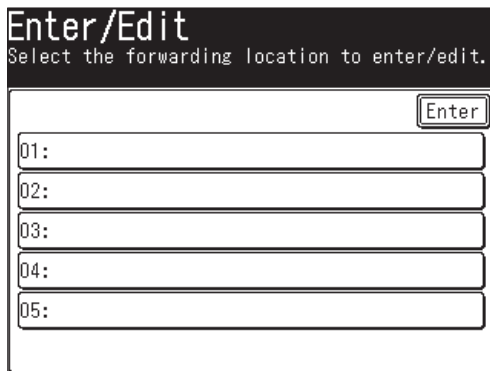 Enter/Edit
Select the forwarding location to enter/edit.
Enter
01:
02:
03:
04:
05: